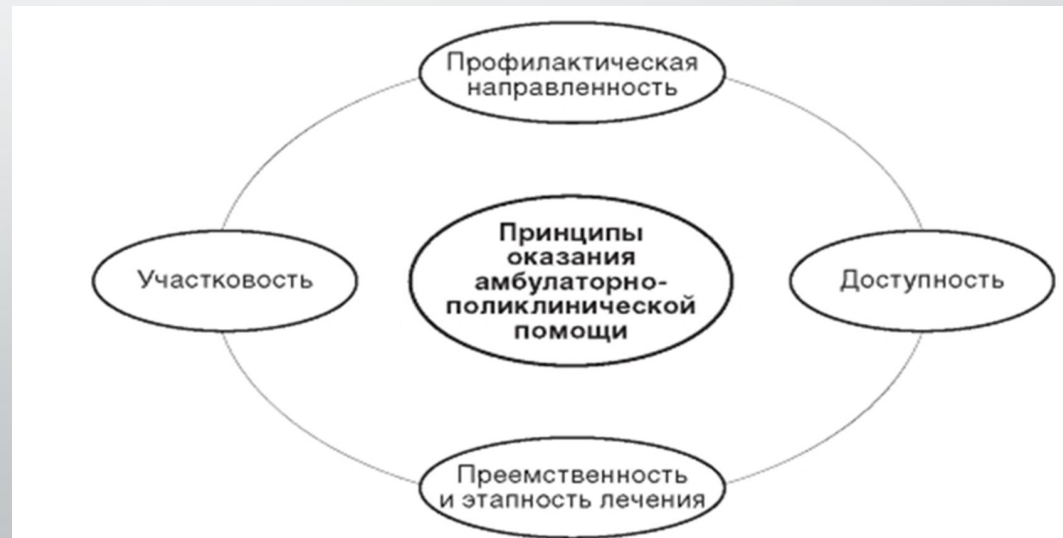 Профилактическая
направленность
Участковость
Принципы
оказания
амбулаторно-
поликлинической
помощи
Доступность
Преемственность
и этапность лечения